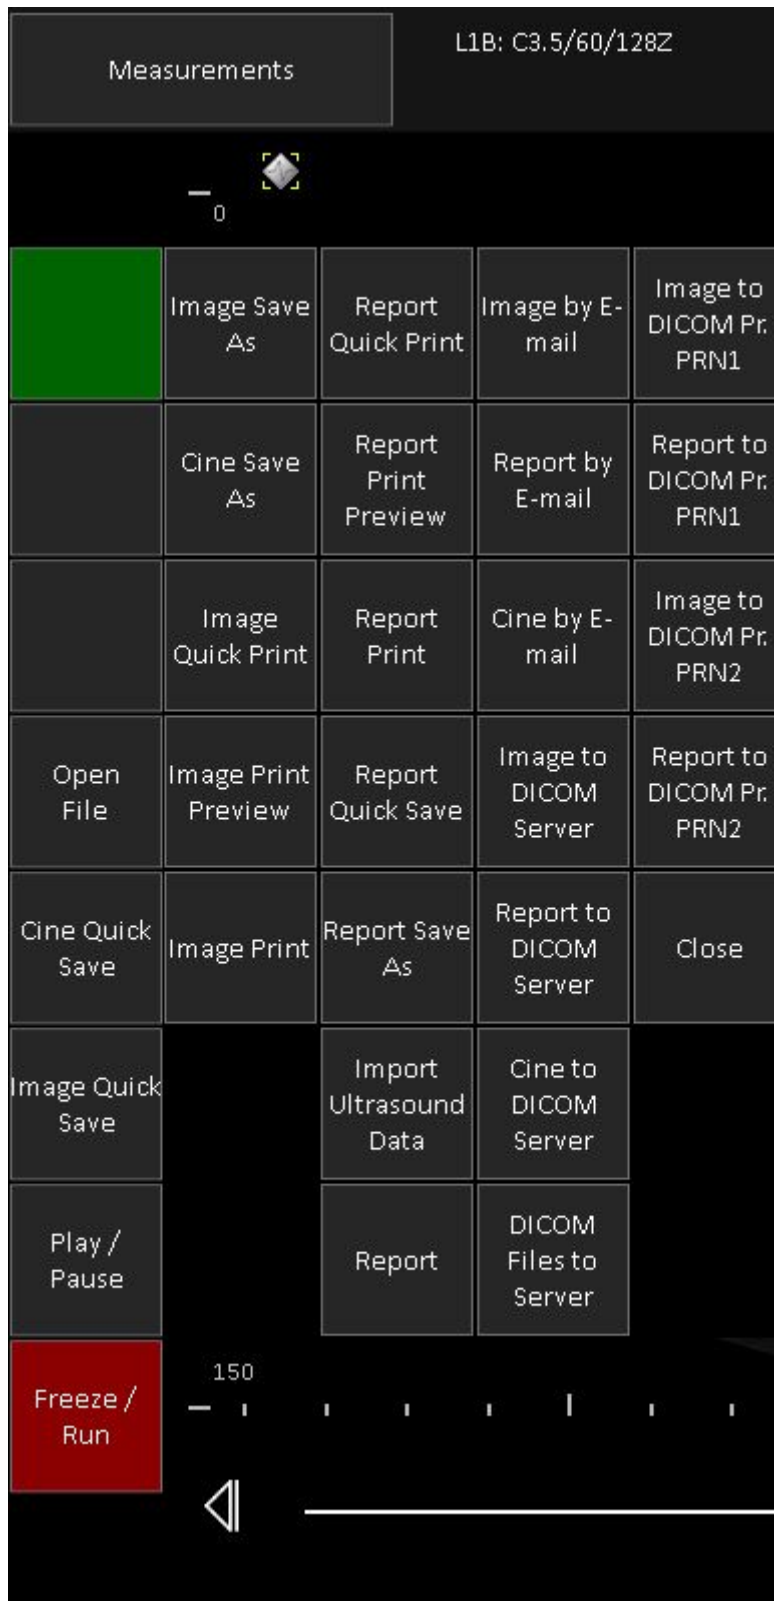 Measurements
L1B: C3.5/60/128Z
0
Image Save
As
Report
Quick Print
Image by E-
mail
Image to
DICOM Pr.
PRN1
Cine Save
As
Report
Print
Preview
Report by
E-mail
Report to
DICOM Pr.
PRN1
Image
Quick Print
Report
Print
Cine by E-
mail
Image to
DICOM Pr.
PRN2
Open
File
Image Print
Preview
Report
Quick Save
Image to
DICOM
Server
Report to
DICOM Pr.
PRN2
Cine Quick
Save
Image Print
Report Save
As
Report to
DICOM
Server
Close
Image Quick
Save
Import
Ultrasound
Data
Cine to
DICOM
Server
Play /
Pause
Report
DICOM
Files to
Server
Freeze /
Run
150